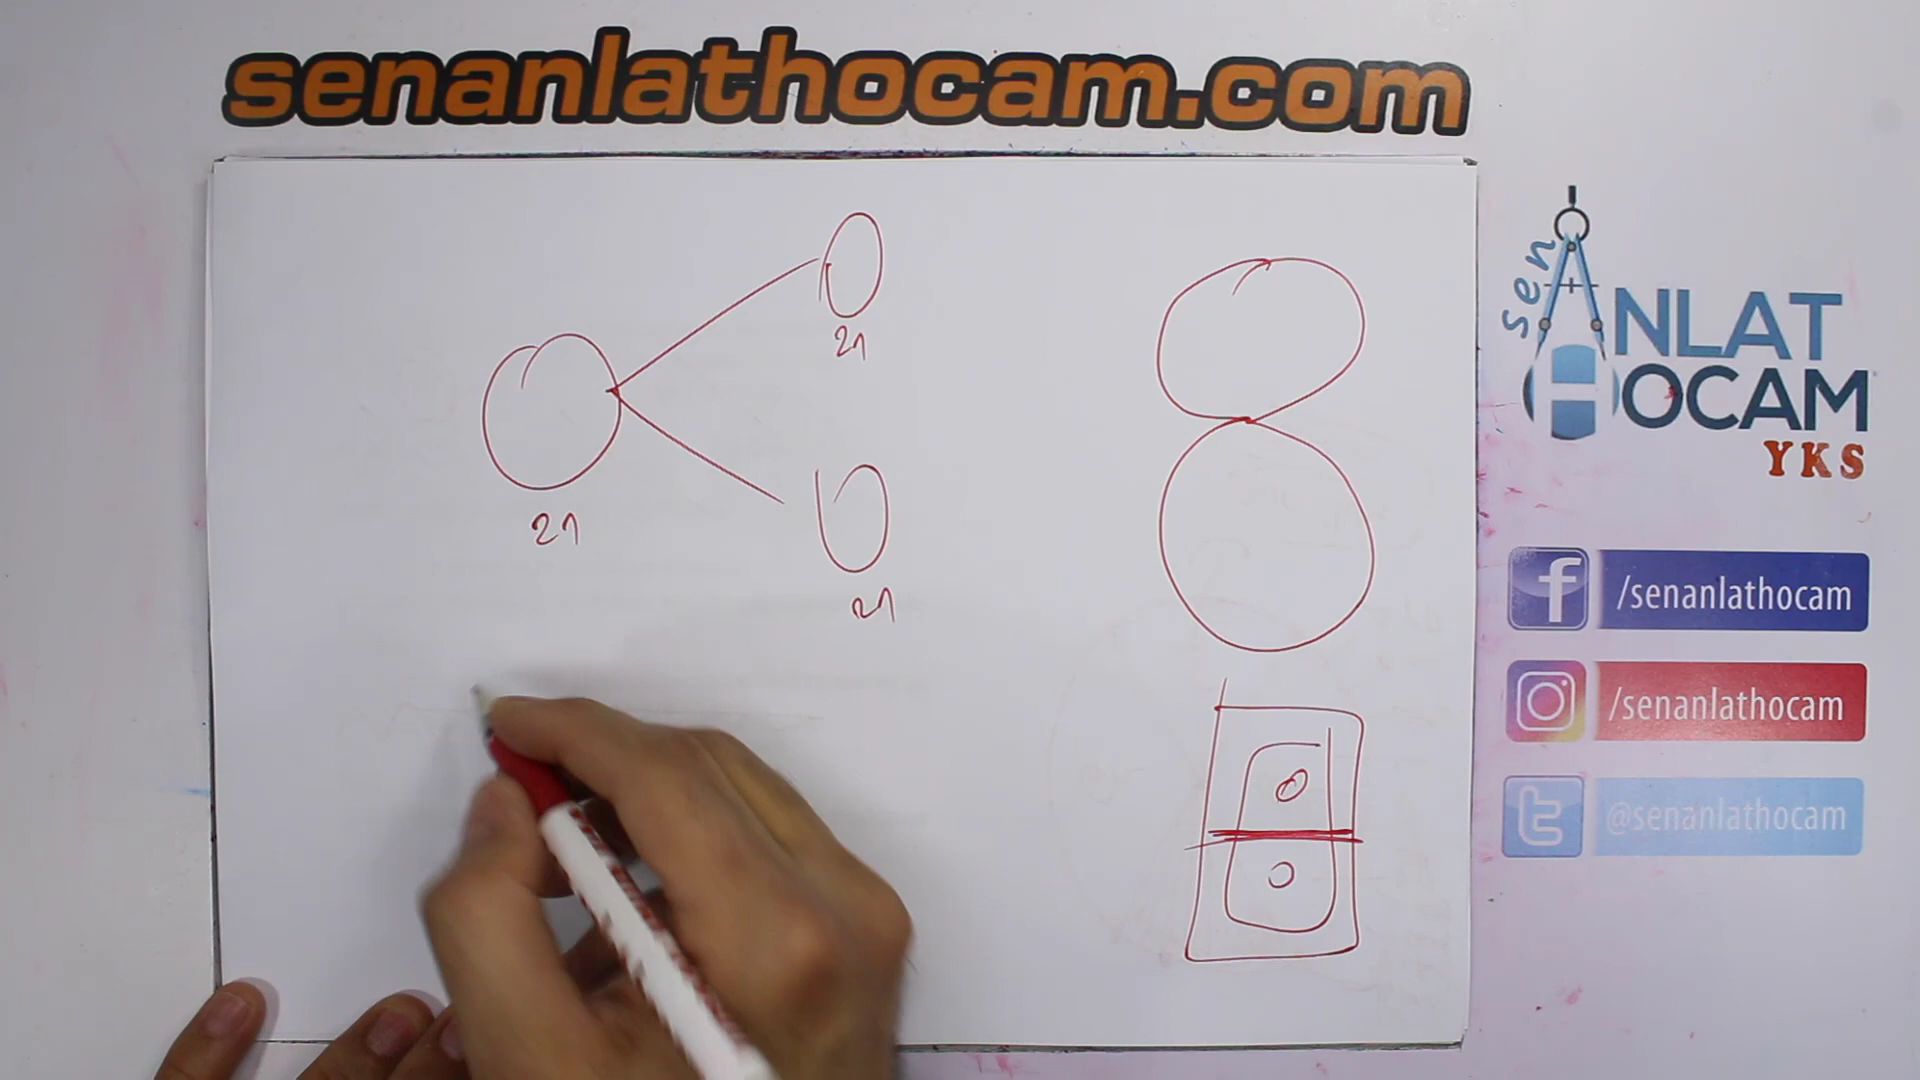 senanlathocam.com
2n
2n
2n
sen
ANLAT
HOCAM
YKS
f /senanlathocam
/senanlathocam
t @senanlathocam